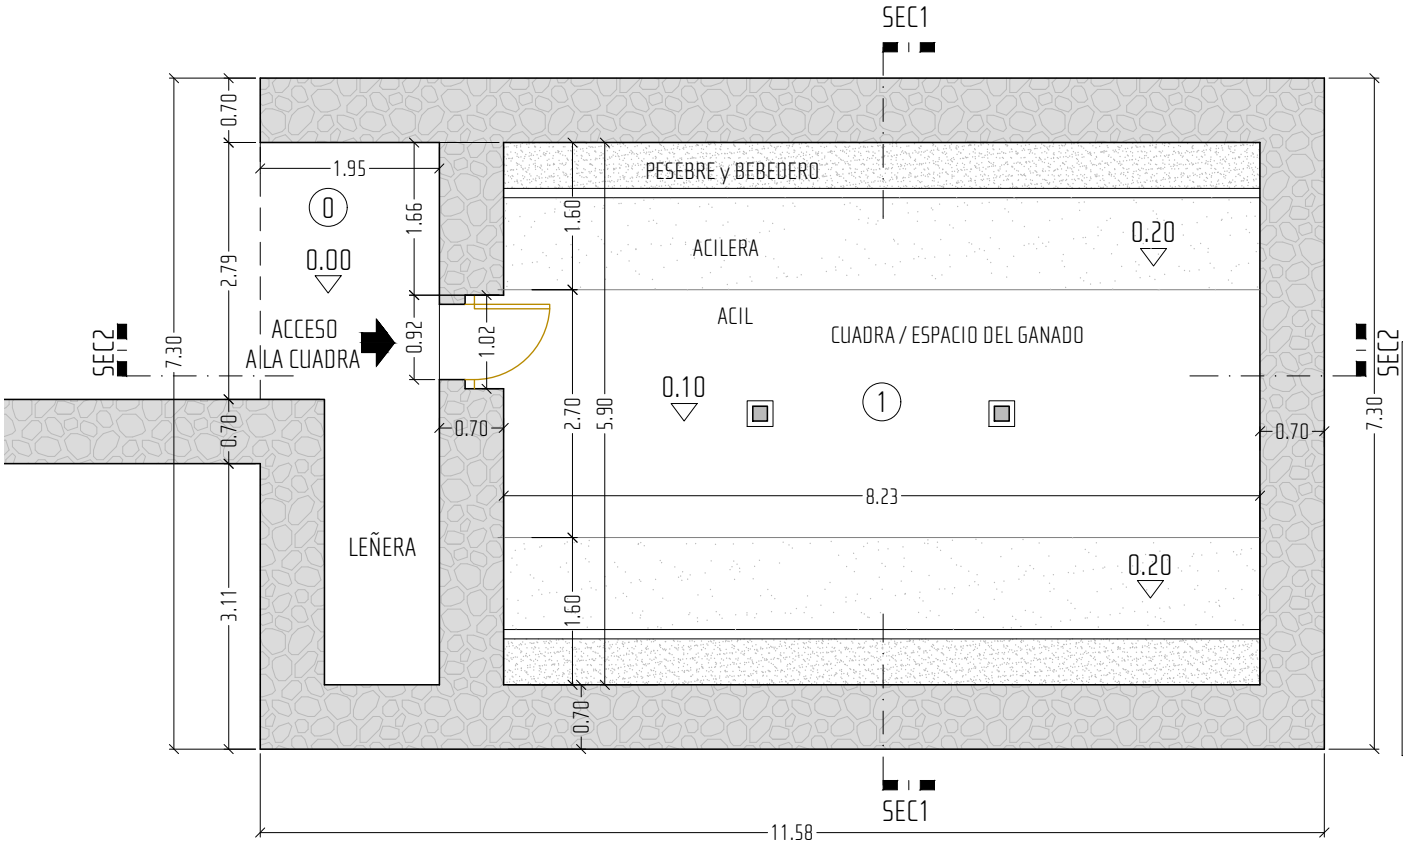 SEC1
0.70
1.95
PESEBRE y BEBEDERO
0
1.66
1.60
0.20
0.00
ACILERA
2.79
ACIL
ACCESO
A LA CUADRA
0.92
1.02
CUADRA / ESPACIO DEL GANADO
SEC2
7.30
SEC2
0.10
1
2.70
5.90
7.30
0.70
0.70
0.70
8.23
LEÑERA
0.20
3.11
1.60
0.70
SEC1
11.58